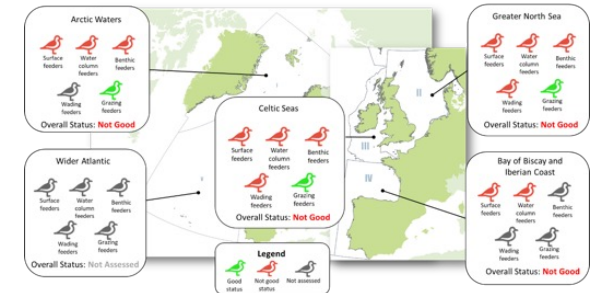 Arctic Waters
Surface
feeders
Water
column
feeders
Benthic
feeders
Wading
feeders
Grazing
feeders
Overall Status: Not Good
Greater North Sea
Surface
feeders
Water
column
feeders
Benthic
feeders
Wading
feeders
Grazing
feeders
Overall Status: Not Good
Celtic Seas
Surface
feeders
Water
column
feeders
Benthic
feeders
Wading
feeders
Grazing
feeders
Overall Status: Not Good
Wider Atlantic
Surface
feeders
Water
column
feeders
Benthic
feeders
Wading
feeders
Grazing
feeders
Overall Status: Not Assessed
Bay of Biscay and
Iberian Coast
Surface
feeders
Water
column
feeders
Benthic
feeders
Wading
feeders
Grazing
feeders
Overall Status: Not Good
II
III
IV
Legend
Good
status
Not good
status
Not assessed